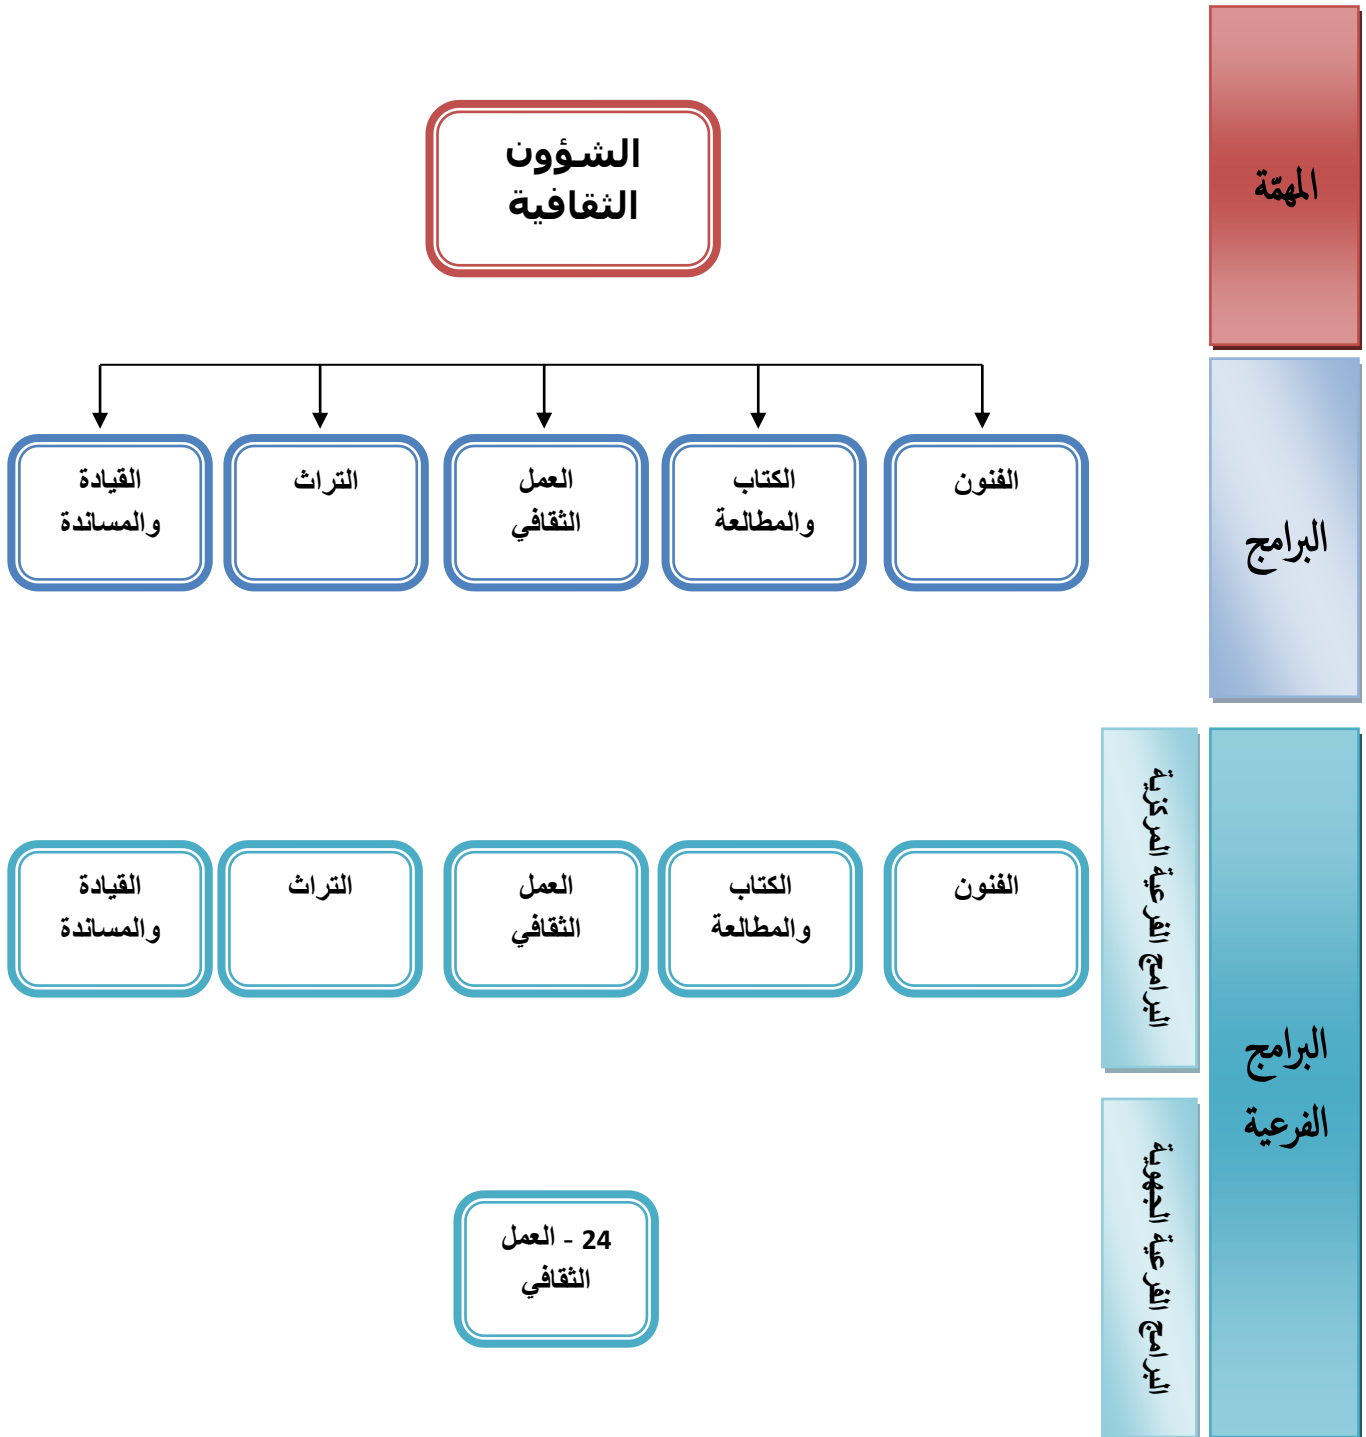 المهمّة
الشؤون
الثقافية
البرامج
الفنون
الكتاب
والمطالعة
العمل
الثقافي
التراث
القيادة
والمساندة
البرامج
الفرعية
البرامج الفرعية المركزية
الفنون
الكتاب
والمطالعة
العمل
الثقافي
التراث
القيادة
والمساندة
البرامج الفرعية الجهوية
24 - العمل
الثقافي